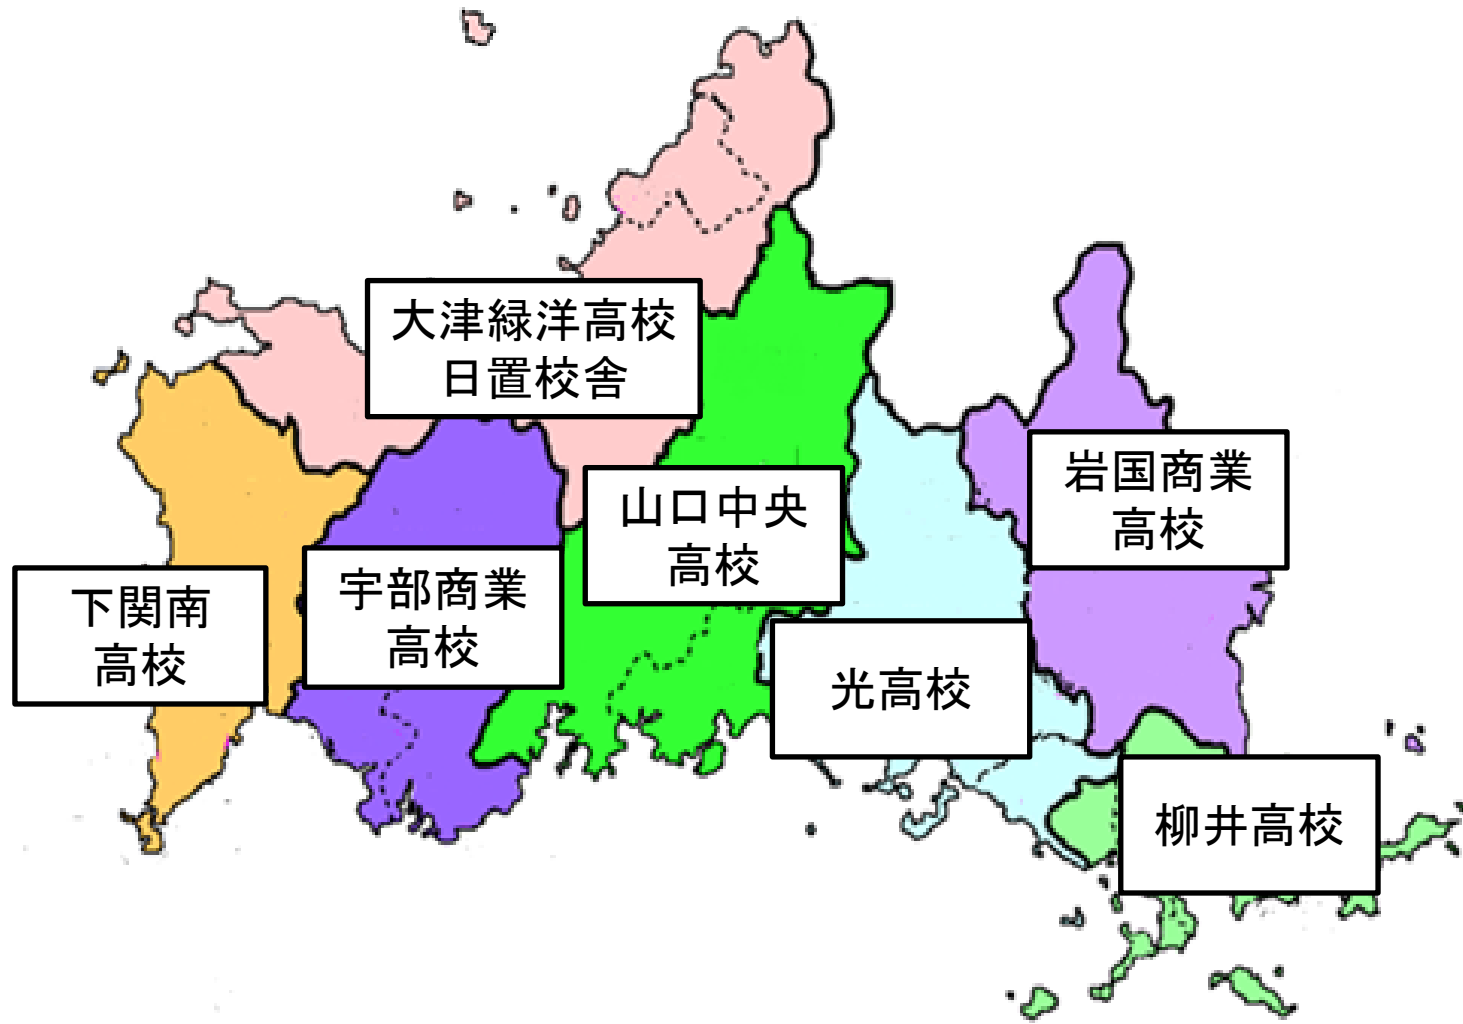 大津緑洋高校
日置校舎
岩国商業
高校
山口中央
高校
宇部商業
高校
下関南
高校
光高校
柳井高校